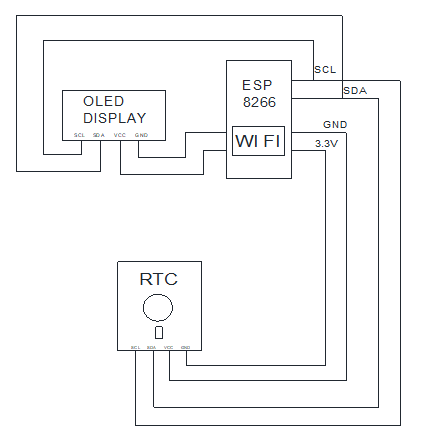 SCL
SDA
ESP
8266
OLED
DISPLAY
SCL SDA VCC GND
WI FI
GND
3.3V
RTC
SCL SDA VCC GND